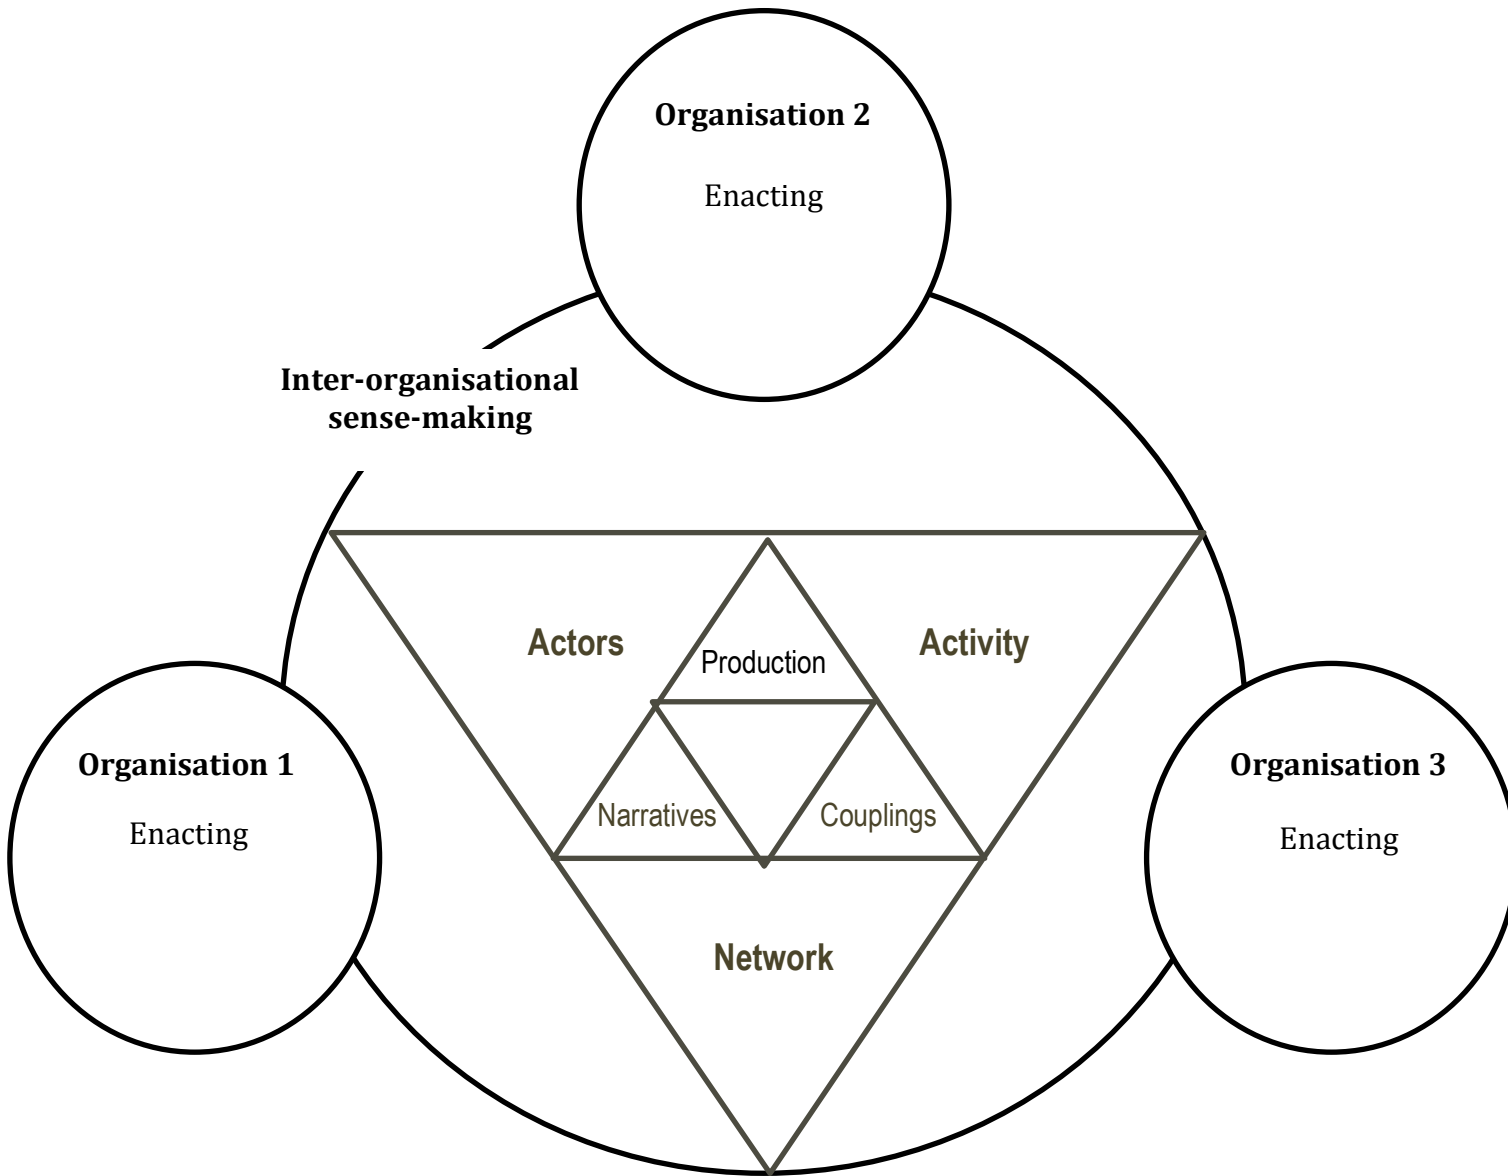 Organisation 2
Enacting
Inter-organisational
sense-making
Actors
Activity
Production
Organisation 1
Enacting
Narratives
Couplings
Organisation 3
Enacting
Network